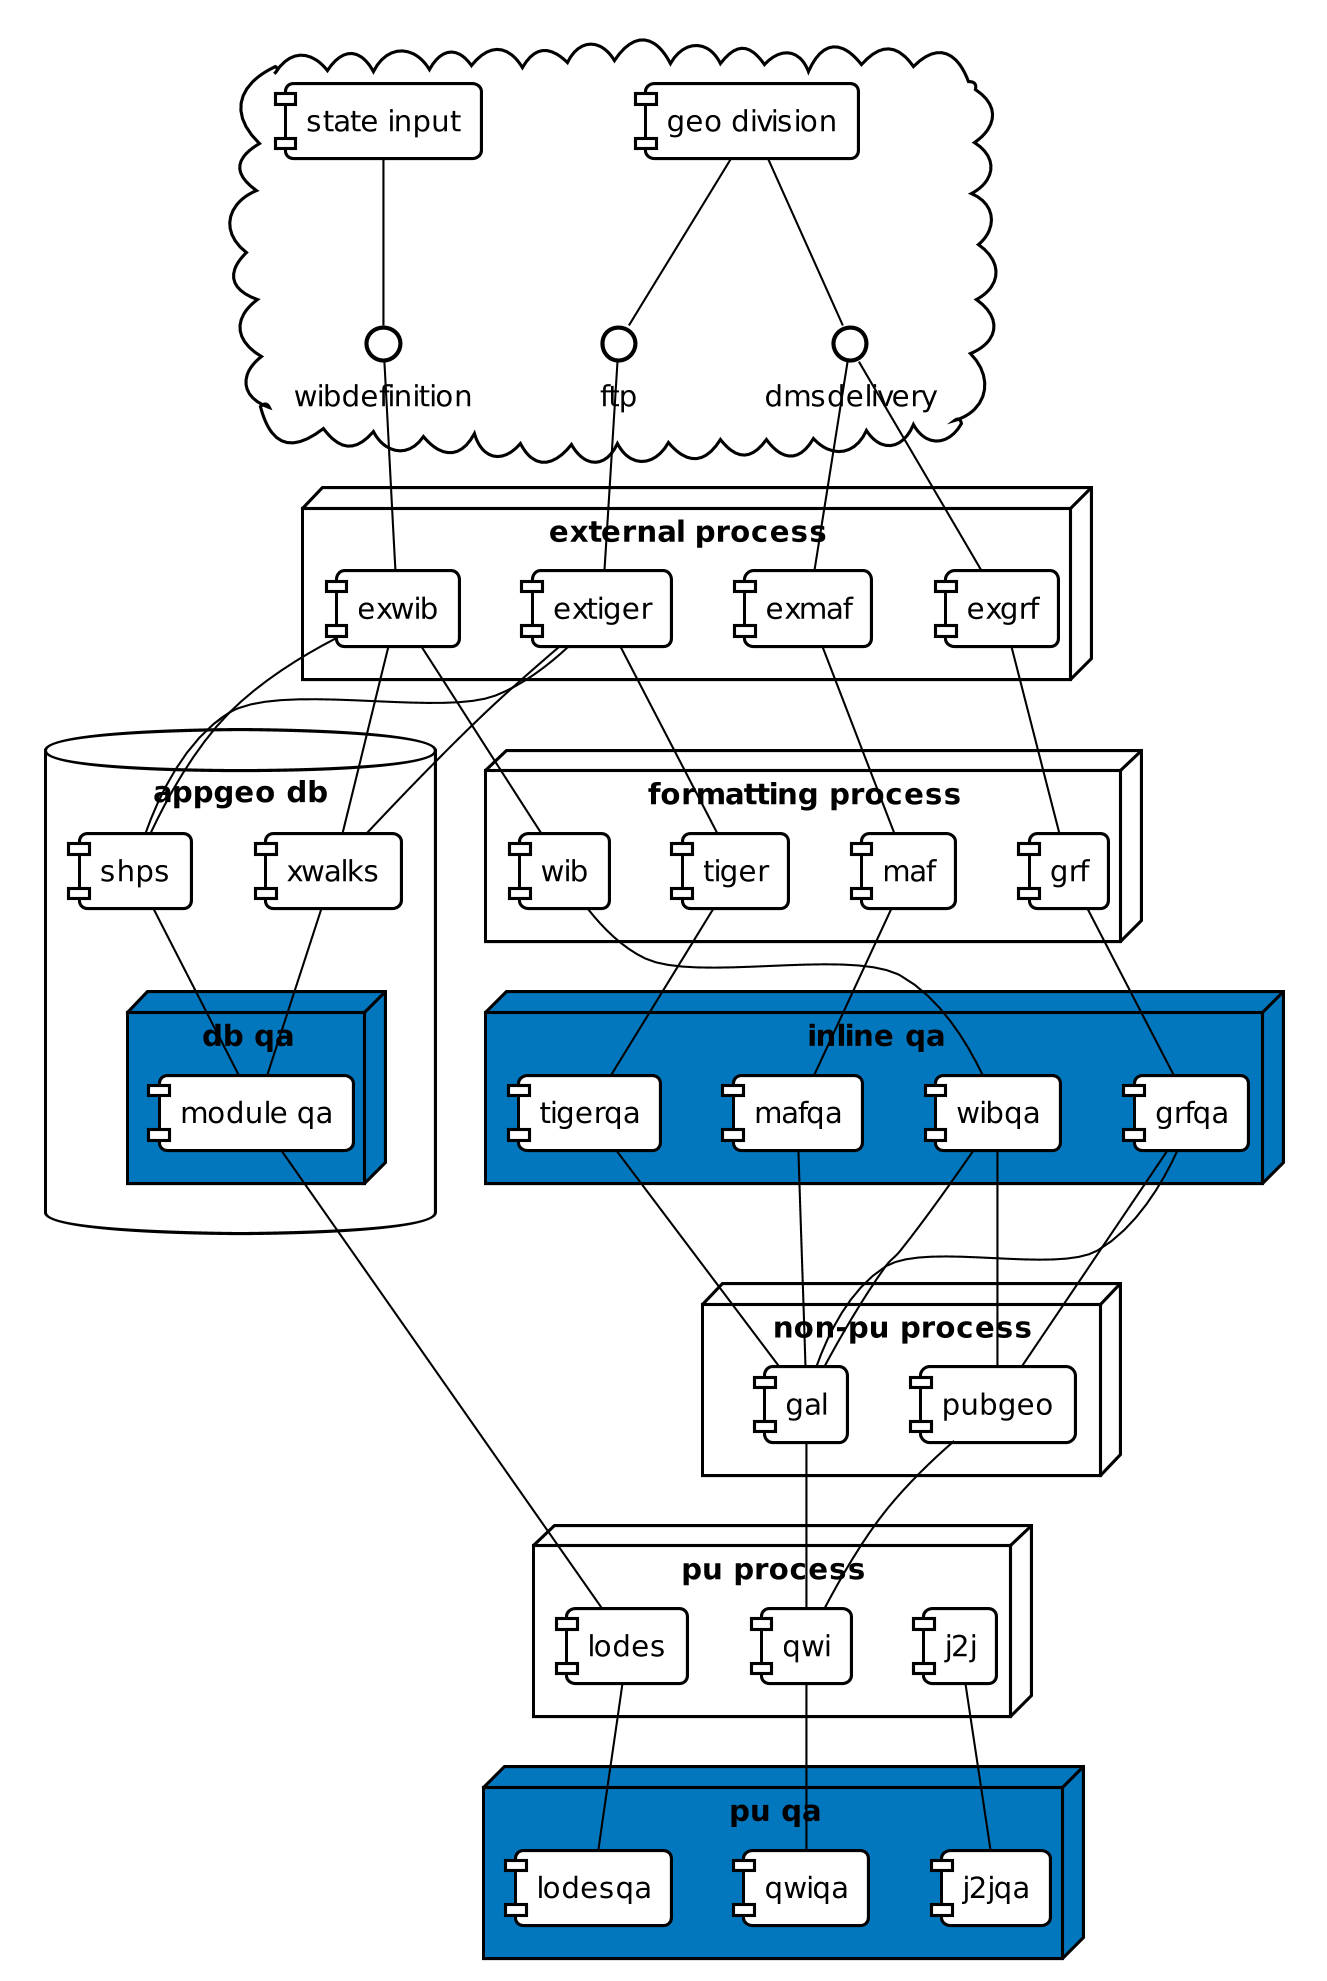 state input
geo division
wibdefinition
ftp
dmsdelivery
external process
exwib
extiger
exmaf
exgrf
appgeo db
shps
xwalks
formatting process
wib
tiger
maf
grf
db qa
module qa
inline qa
tigerqa
mafqa
wibqa
grfqa
non-pu process
gal
pubgeo
pu process
lodes
qwi
j2j
pu qa
lodesqa
qwiqa
j2jqa